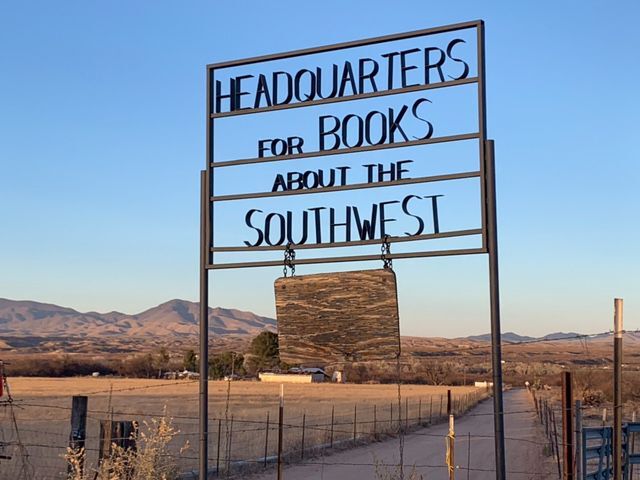 HEADQUARTERS
FOR BOOKS
ABOUT THE
SOUTHWEST